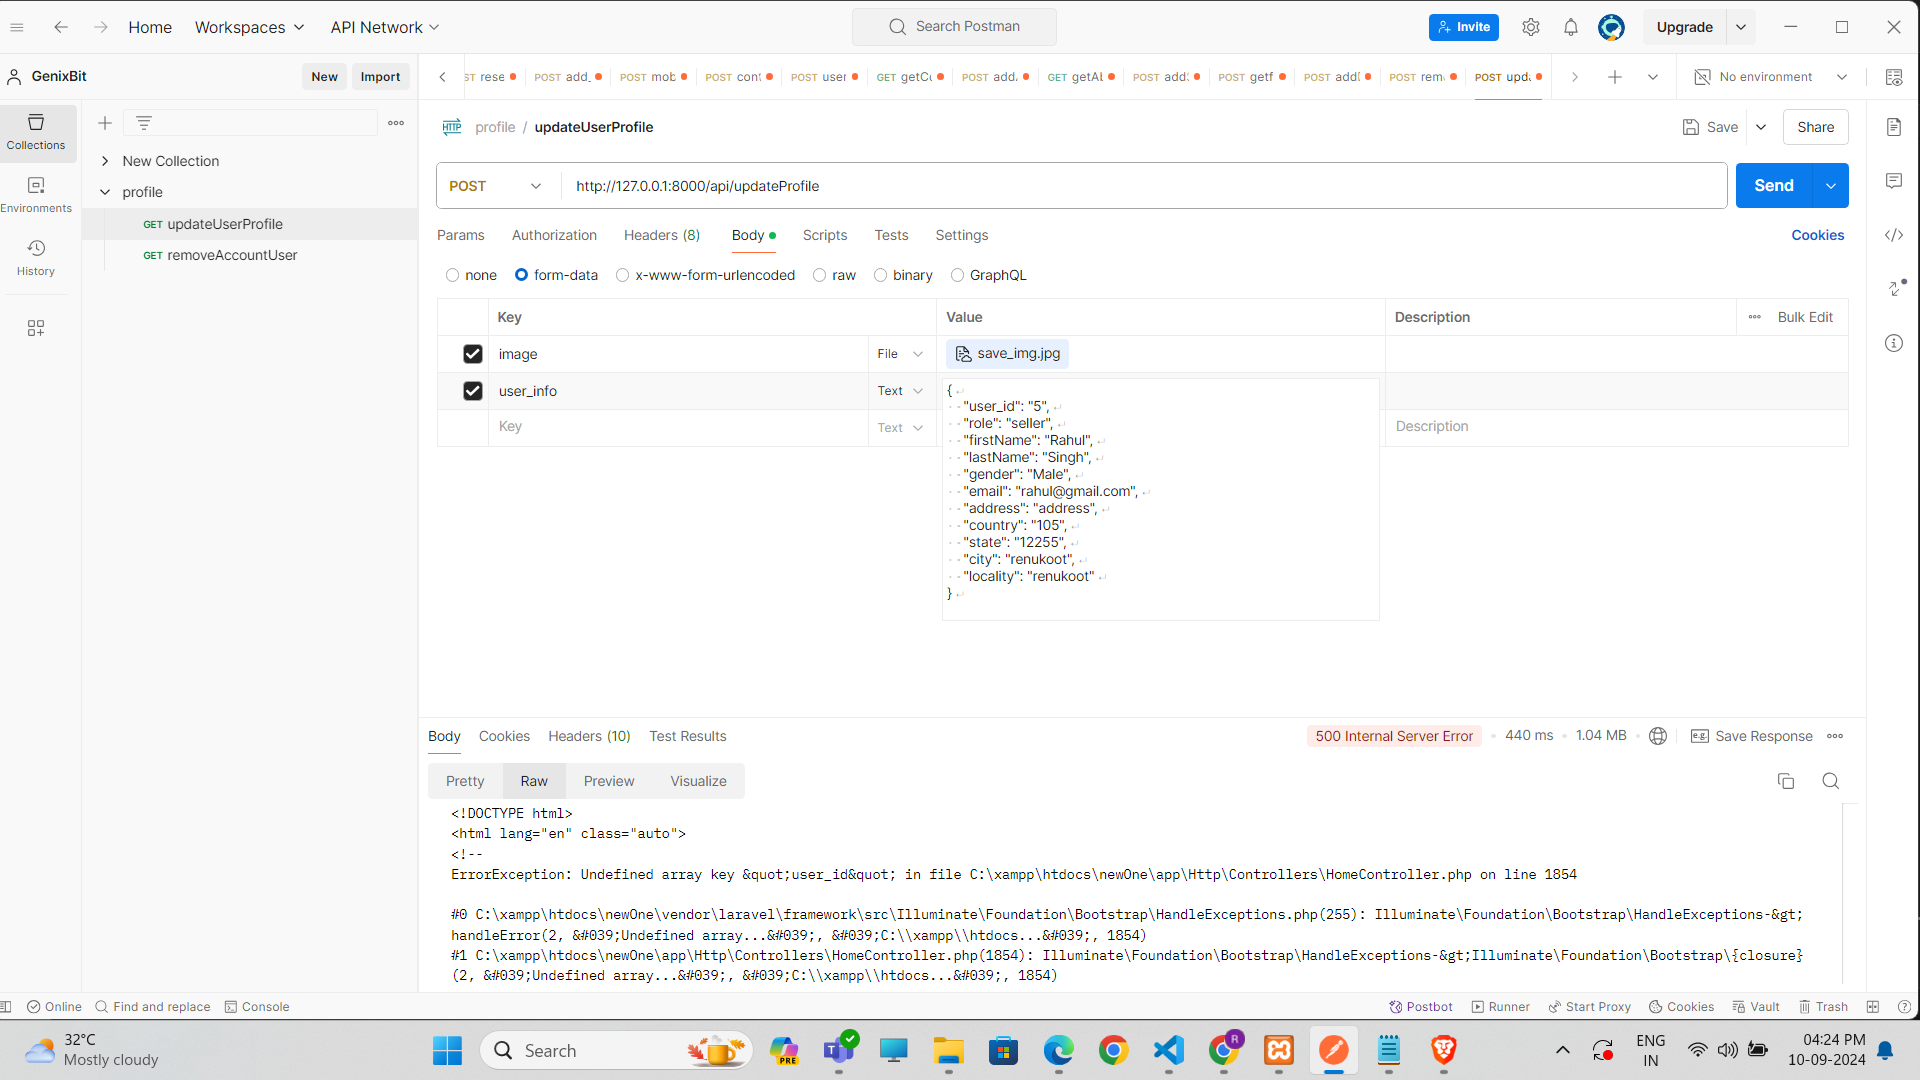 Home
Workspaces
API Network
Search Postman
Invite
Upgrade
GenixBit
New
Import
ST rese
POST add_
POST mob
POST cont
POST user
GET getCu
POST add
GET getAl
POST add
POST getf
POST addl
POST rem
POST upda
No environment
Collections
Environments
History
New Collection
profile
GET updateUserProfile
GET removeAccountUser
HTTP
profile / updateUserProfile
Save
Share
POST
http://127.0.0.1:8000/api/updateProfile
Send
Params
Authorization
Headers (8)
Body
Scripts
Tests
Settings
Cookies
none
form-data
x-www-form-urlencoded
raw
binary
GraphQL
Key
Value
Description
Bulk Edit
image
File
save_img.jpg
user_info
Text
{
"user_id": "5",
"role": "seller",
"firstName": "Rahul",
"lastName": "Singh",
"gender": "Male",
"email": "rahul@gmail.com",
"address": "address",
"country": "105",
"state": "12255",
"city": "renukoot",
"locality": "renukoot"
}
Key
Text
Description
Body
Cookies
Headers (10)
Test Results
500 Internal Server Error
440 ms
1.04 MB
e.g.
Save Response
Pretty
Raw
Preview
Visualize
<!DOCTYPE html>
<html lang="en" class="auto">
<!--
ErrorException: Undefined array key &quot;user_id&quot; in file C:\xampp\htdocs\newOne\app\Http\Controllers\HomeController.php on line 1854
#0 C:\xampp\htdocs\newOne\vendor\laravel\framework\src\Illuminate\Foundation\Bootstrap\HandleExceptions.php(255): Illuminate\Foundation\Bootstrap\HandleExceptions-&gt;
handleError(2, &#039;Undefined array...&#039;, &#039;C:\\xampp\\htdocs...&#039;, 1854)
#1 C:\xampp\htdocs\newOne\app\Http\Controllers\HomeController.php(1854): Illuminate\Foundation\Bootstrap\HandleExceptions-&gt;Illuminate\Foundation\Bootstrap\{closure}
(2, &#039;Undefined array...&#039;, &#039;C:\\xampp\\htdocs...&#039;, 1854)
Online
Find and replace
Console
Postbot
Runner
Start Proxy
Cookies
Vault
Trash
32°C
Mostly cloudy
Search
PRE
R
ENG
IN
04:24 PM
10-09-2024